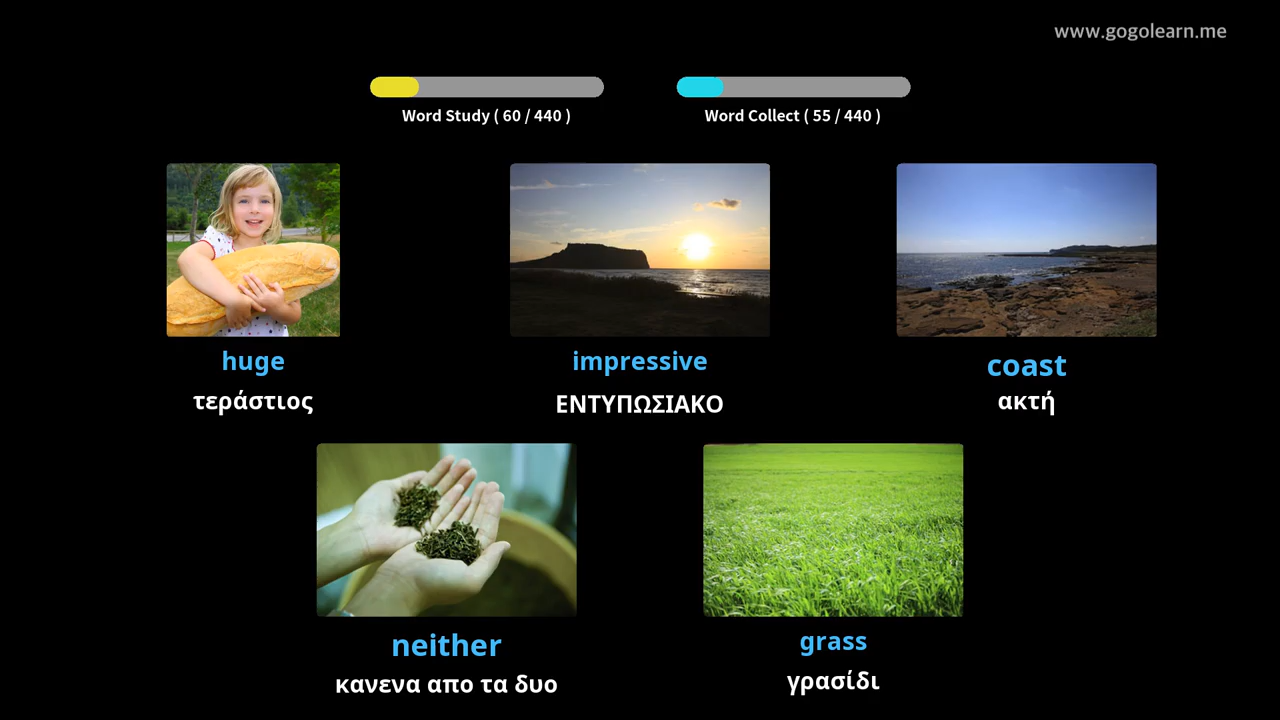 www.gogolearn.me
Word Study ( 60 / 440 )
Word Collect ( 55 / 440 )
huge
τεράστιος
impressive
ΕΝΤΥΠΩΣΙΑΚΟ
coast
ακτή
neither
κανενα απο τα δυο
grass
γρασίδι